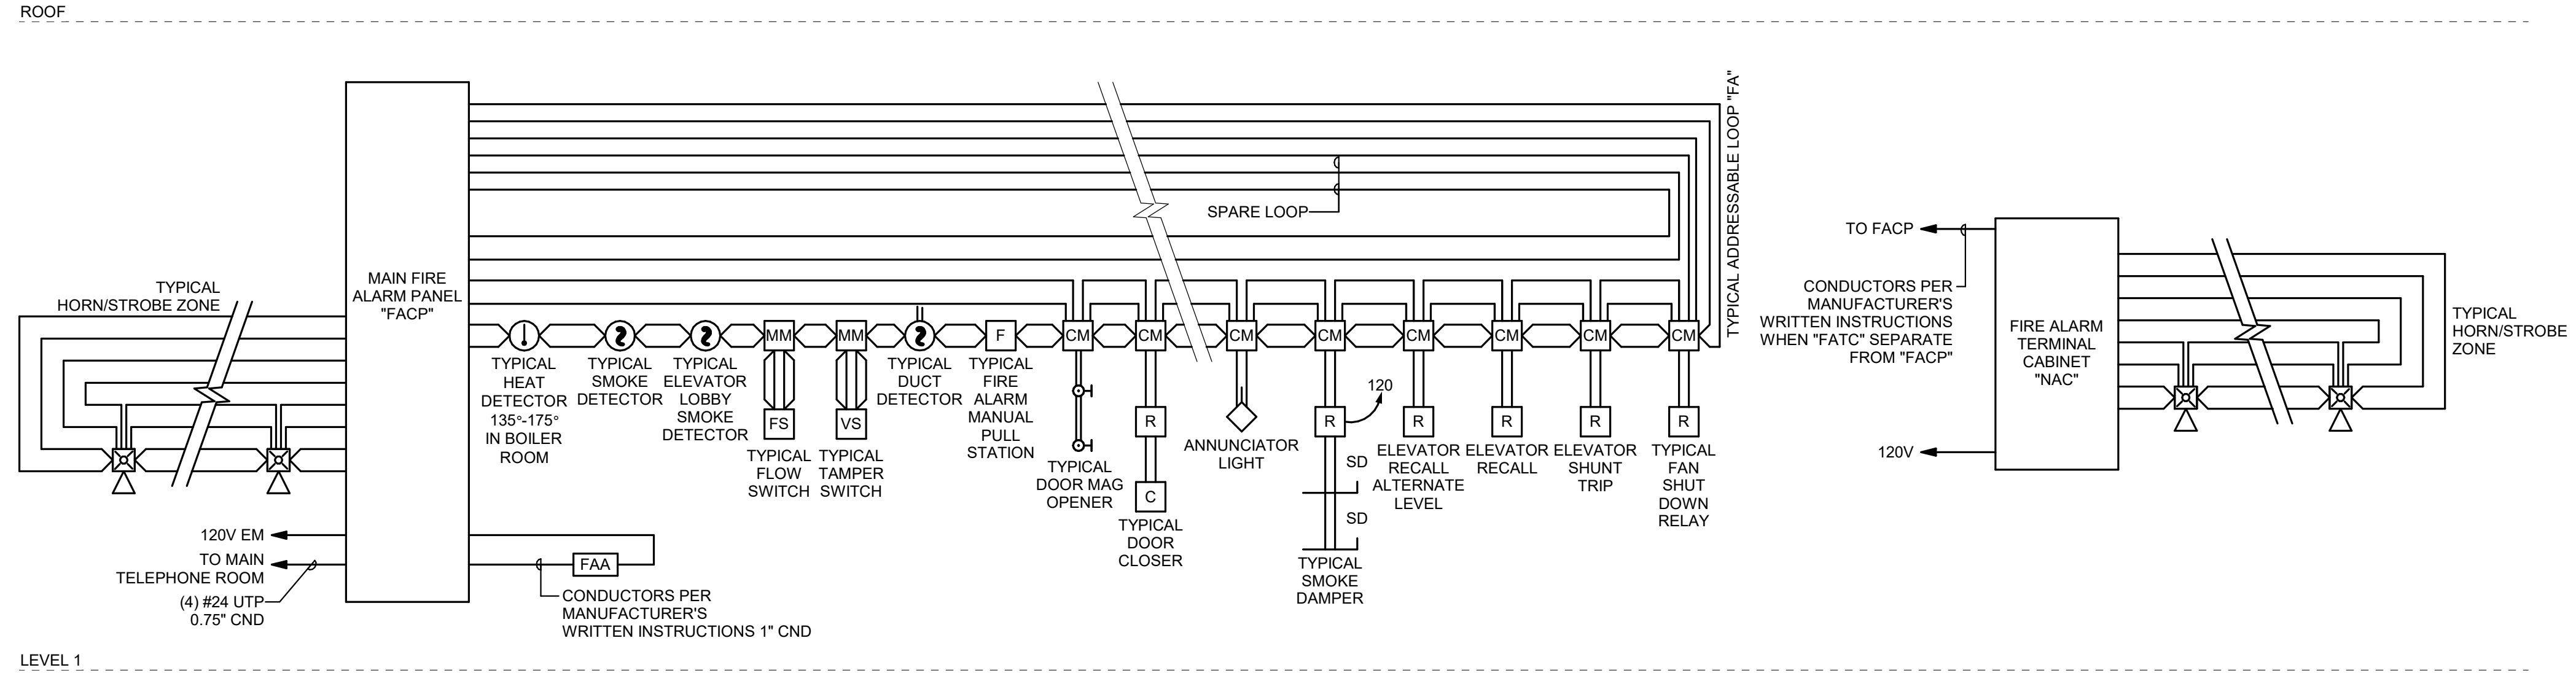 ROOF
TYPICAL
HORN/STROBE ZONE
MAIN FIRE
ALARM PANEL
"FACP"
120V EM
TO MAIN
TELEPHONE ROOM
(4) #24 UTP
0.75" CND
FAA
CONDUCTORS PER
MANUFACTURER'S
WRITTEN INSTRUCTIONS 1" CND
SPARE LOOP
TYPICAL ADDRESSABLE LOOP "FA"
TYPICAL
HEAT
DETECTOR
135°-175°
IN BOILER
ROOM
TYPICAL
SMOKE
DETECTOR
TYPICAL
ELEVATOR
LOBBY
SMOKE
DETECTOR
MM
FS
TYPICAL
FLOW
SWITCH
MM
VS
TYPICAL
TAMPER
SWITCH
TYPICAL
DUCT
DETECTOR
F
TYPICAL
FIRE
ALARM
MANUAL
PULL
STATION
CM
TYPICAL
DOOR MAG
OPENER
CM
R
C
TYPICAL
DOOR
CLOSER
CM
ANNUNCIATOR
LIGHT
CM
R
120
SD
SD
TYPICAL
SMOKE
DAMPER
CM
R
ELEVATOR
RECALL
ALTERNATE
LEVEL
CM
R
ELEVATOR
RECALL
CM
R
ELEVATOR
SHUNT
TRIP
CM
R
TYPICAL
FAN
SHUT
DOWN
RELAY
TO FACP
CONDUCTORS PER
MANUFACTURER'S
WRITTEN INSTRUCTIONS
WHEN "FATC" SEPARATE
FROM "FACP"
120V
FIRE ALARM
TERMINAL
CABINET
"NAC"
TYPICAL
HORN/STROBE
ZONE
LEVEL 1